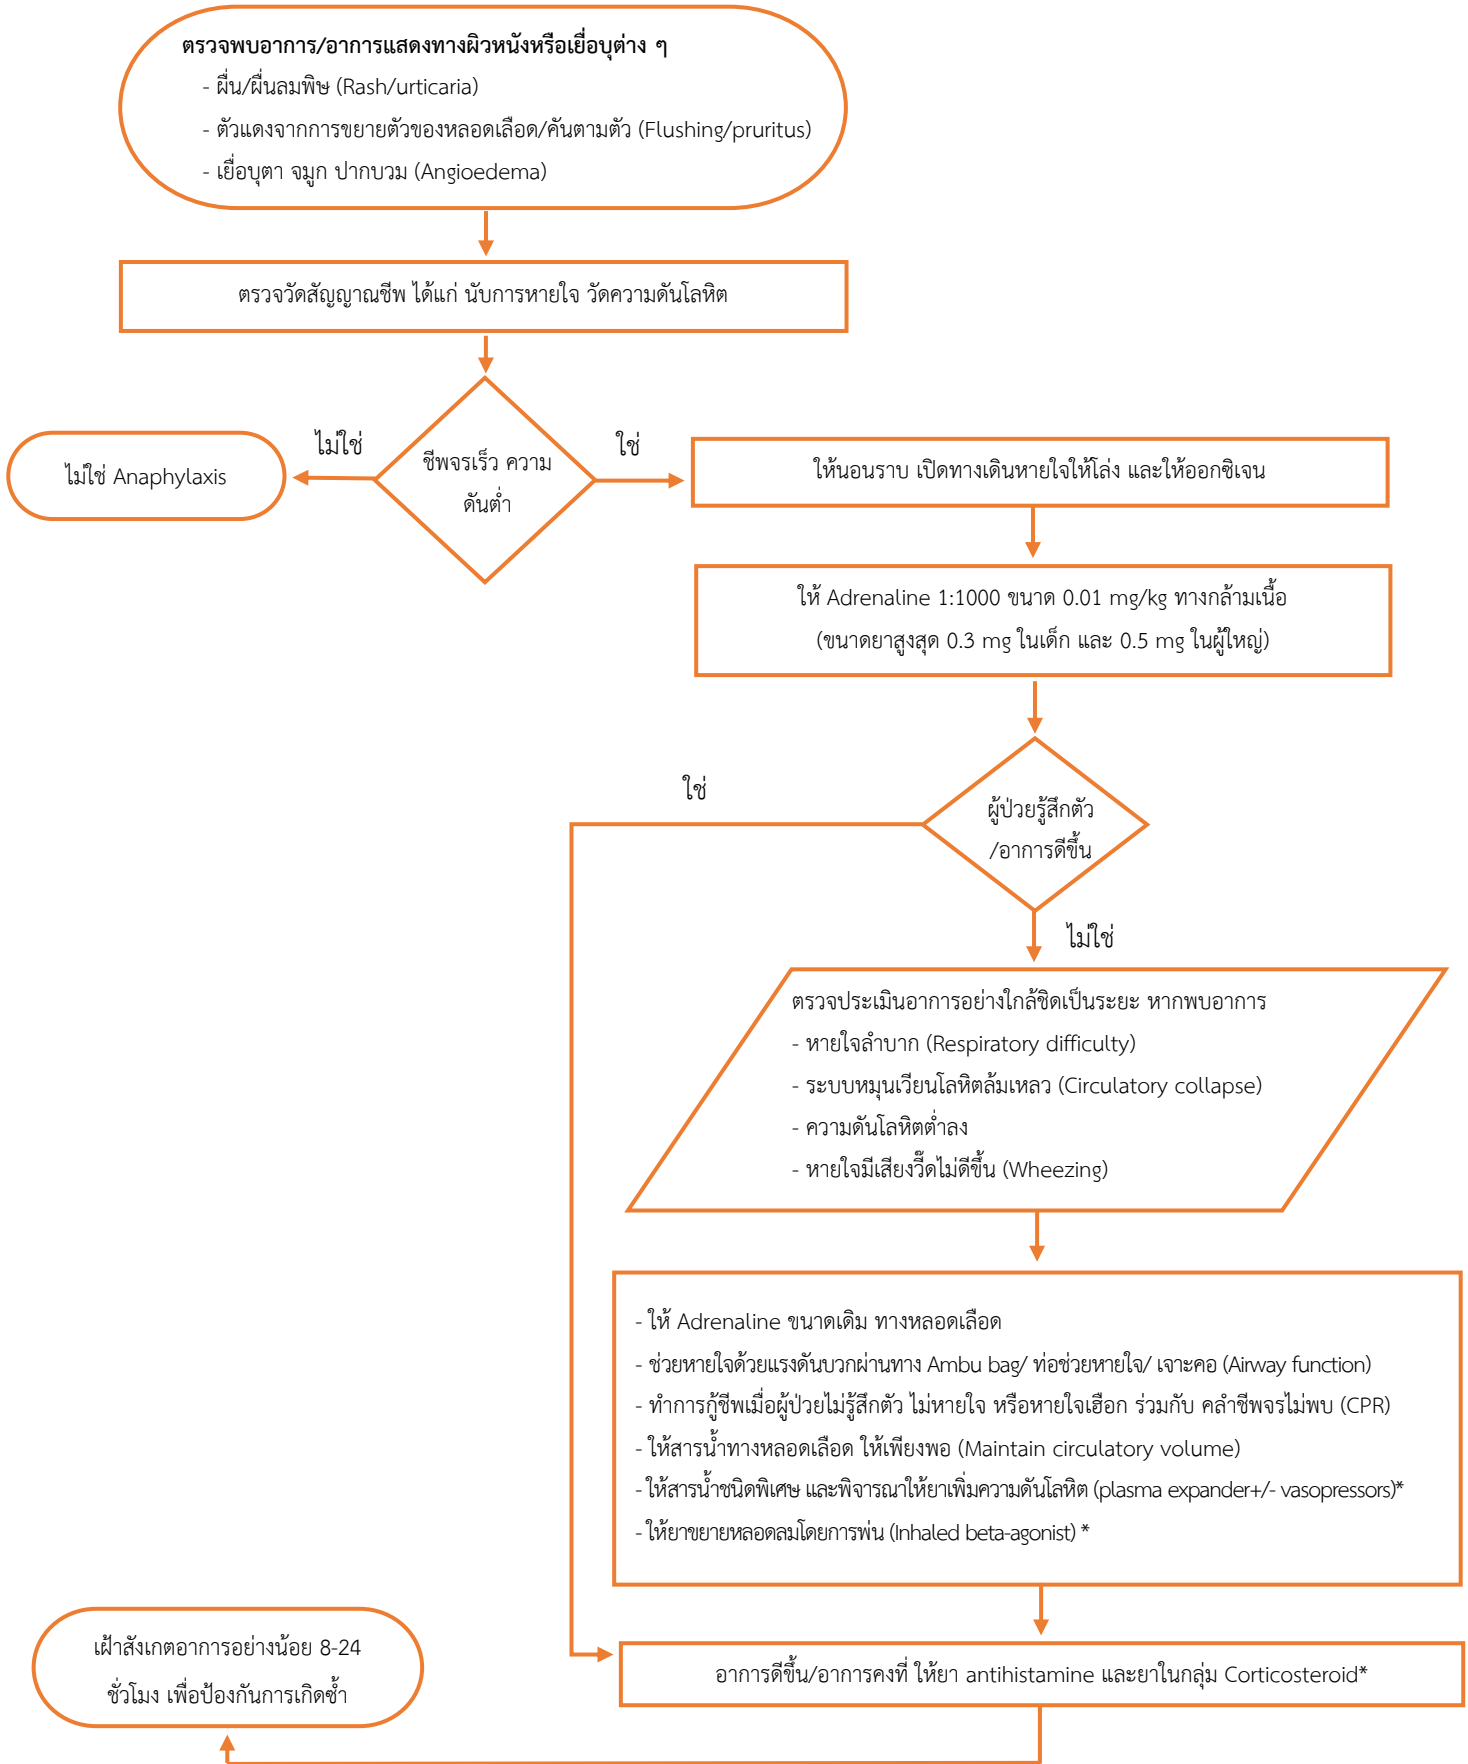 ตรวจพบอาการ/อาการแสดงทางผิวหนังหรือเยื่อบุต่าง ๆ
- ผื่น/ผื่นลมพิษ (Rash/urticaria)
- ตัวแดงจากการขยายตัวของหลอดเลือด/คันตามตัว (Flushing/pruritus)
- เยื่อบุตา จมูก ปากบวม (Angioedema)
ตรวจวัดสัญญาณชีพ ได้แก่ นับการหายใจ วัดความดันโลหิต
ชีพจรเร็ว ความ
ดันต่ำ
ไม่ใช่
ไม่ใช่ Anaphylaxis
ใช่
ให้นอนราบ เปิดทางเดินหายใจให้โล่ง และให้ออกซิเจน
ให้ Adrenaline 1:1000 ขนาด 0.01 mg/kg ทางกล้ามเนื้อ
(ขนาดยาสูงสุด 0.3 mg ในเด็ก และ 0.5 mg ในผู้ใหญ่)
ผู้ป่วยรู้สึกตัว
/อาการดีขึ้น
ใช่
ไม่ใช่
ตรวจประเมินอาการอย่างใกล้ชิดเป็นระยะ หากพบอาการ
- หายใจลำบาก (Respiratory difficulty)
- ระบบหมุนเวียนโลหิตล้มเหลว (Circulatory collapse)
- ความดันโลหิตต่ำลง
- หายใจมีเสียงวี๊ดไม่ดีขึ้น (Wheezing)
- ให้ Adrenaline ขนาดเดิม ทางหลอดเลือด
- ช่วยหายใจด้วยแรงดันบวกผ่านทาง Ambu bag/ ท่อช่วยหายใจ/ เจาะคอ (Airway function)
- ทำการกู้ชีพเมื่อผู้ป่วยไม่รู้สึกตัว ไม่หายใจ หรือหายใจเฮือก ร่วมกับ คลำชีพจรไม่พบ (CPR)
- ให้สารน้ำทางหลอดเลือด ให้เพียงพอ (Maintain circulatory volume)
- ให้สารน้ำชนิดพิเศษ และพิจารณาให้ยาเพิ่มความดันโลหิต (plasma expander+/- vasopressors)*
- ให้ยาขยายหลอดลมโดยการพ่น (Inhaled beta-agonist) *
อาการดีขึ้น/อาการคงที่ ให้ยา antihistamine และยาในกลุ่ม Corticosteroid*
เฝ้าสังเกตอาการอย่างน้อย 8-24
ชั่วโมง เพื่อป้องกันการเกิดซ้ำ